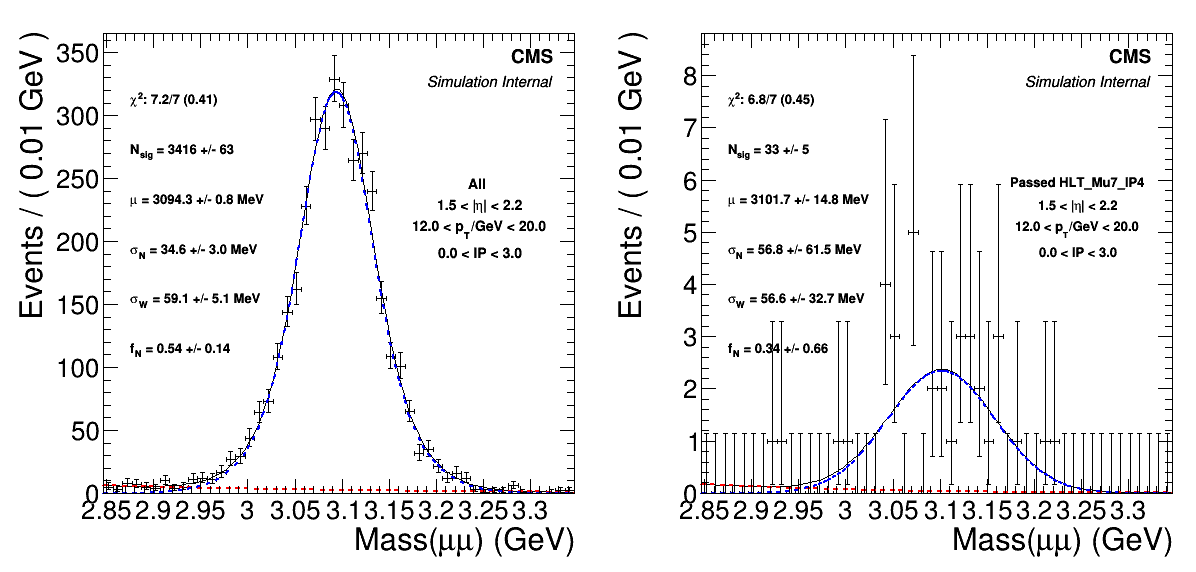 CMS
Simulation Internal
χ²: 7.2/7 (0.41)
N_sig = 3416 +/- 63
μ = 3094.3 +/- 0.8 MeV
σ_N = 34.6 +/- 3.0 MeV
σ_W = 59.1 +/- 5.1 MeV
f_N = 0.54 +/- 0.14
All
1.5 < |η| < 2.2
12.0 < p_T/GeV < 20.0
0.0 < IP < 3.0
Events / ( 0.01 GeV )
350
300
250
200
150
100
50
0
2.85 2.9 2.95 3 3.05 3.1 3.15 3.2 3.25 3.3
Mass(μμ) (GeV)
CMS
Simulation Internal
χ²: 6.8/7 (0.45)
N_sig = 33 +/- 5
μ = 3101.7 +/- 14.8 MeV
σ_N = 56.8 +/- 61.5 MeV
σ_W = 56.6 +/- 32.7 MeV
f_N = 0.34 +/- 0.66
Passed HLT_Mu7_IP4
1.5 < |η| < 2.2
12.0 < p_T/GeV < 20.0
0.0 < IP < 3.0
Events / ( 0.01 GeV )
8
7
6
5
4
3
2
1
0
2.85 2.9 2.95 3 3.05 3.1 3.15 3.2 3.25 3.3
Mass(μμ) (GeV)